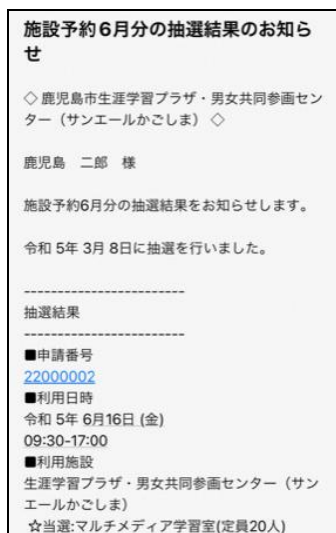 施設予約6月分の抽選結果のお知ら
せ
◇ 鹿児島市生涯学習プラザ・男女共同参画セン
ター（サンエールかごしま） ◇
鹿児島　二郎　様
施設予約6月分の抽選結果をお知らせします。
令和 5年 3月 8日に抽選を行いました。
------------------------
抽選結果
------------------------
■申請番号
22000002
■利用日時
令和 5年 6月16日 (金)
09:30-17:00
■利用施設
生涯学習プラザ・男女共同参画センター（サン
エールかごしま）
☆当選:マルチメディア学習室(定員20人)